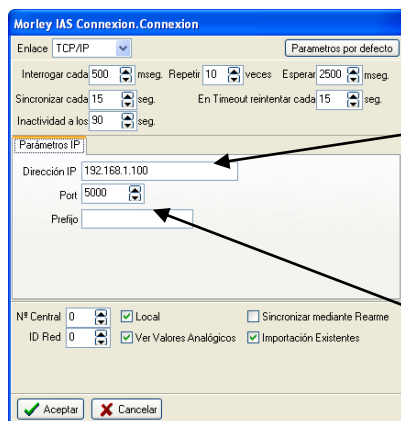 Morley IAS Connexion.Connexion
Enlace TCP/IP Parametros por defecto
Interrogar cada 500 mseg. Repetir 10 veces Esperar 2500 mseg.
Sincronizar cada 15 seg. En Timeout reintentar cada 15 seg.
Inactividad a los 90 seg.
Parámetros IP
Dirección IP 192.168.1.100
Port 5000
Prefijo
Nª Central 0 Local Sincronizar mediante Rearme
ID Red 0 Ver Valores Analógicos Importación Existentes
Aceptar Cancelar